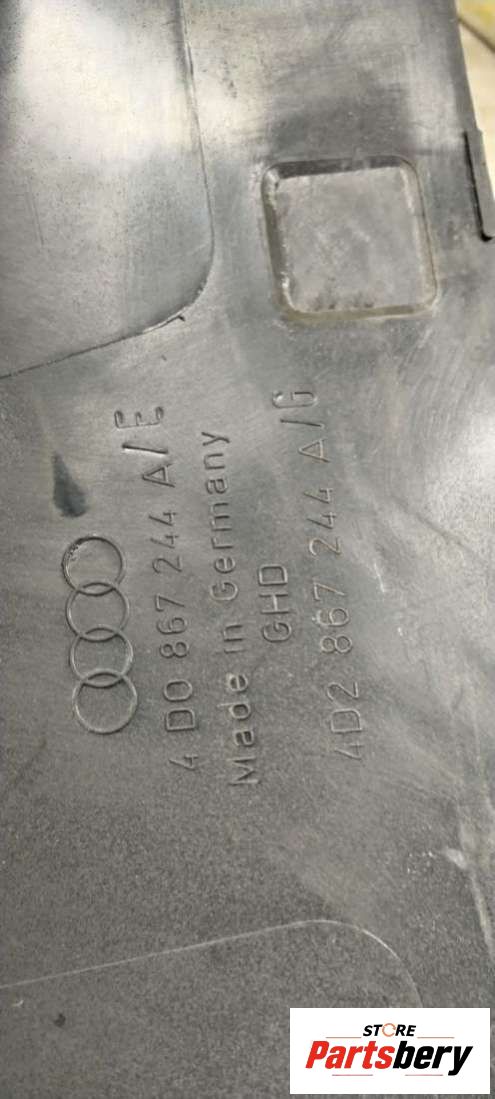 4 D0 867 244 A/E
Made in Germany
GHD
4D2 867 244 A/G
STORE
Partsbery